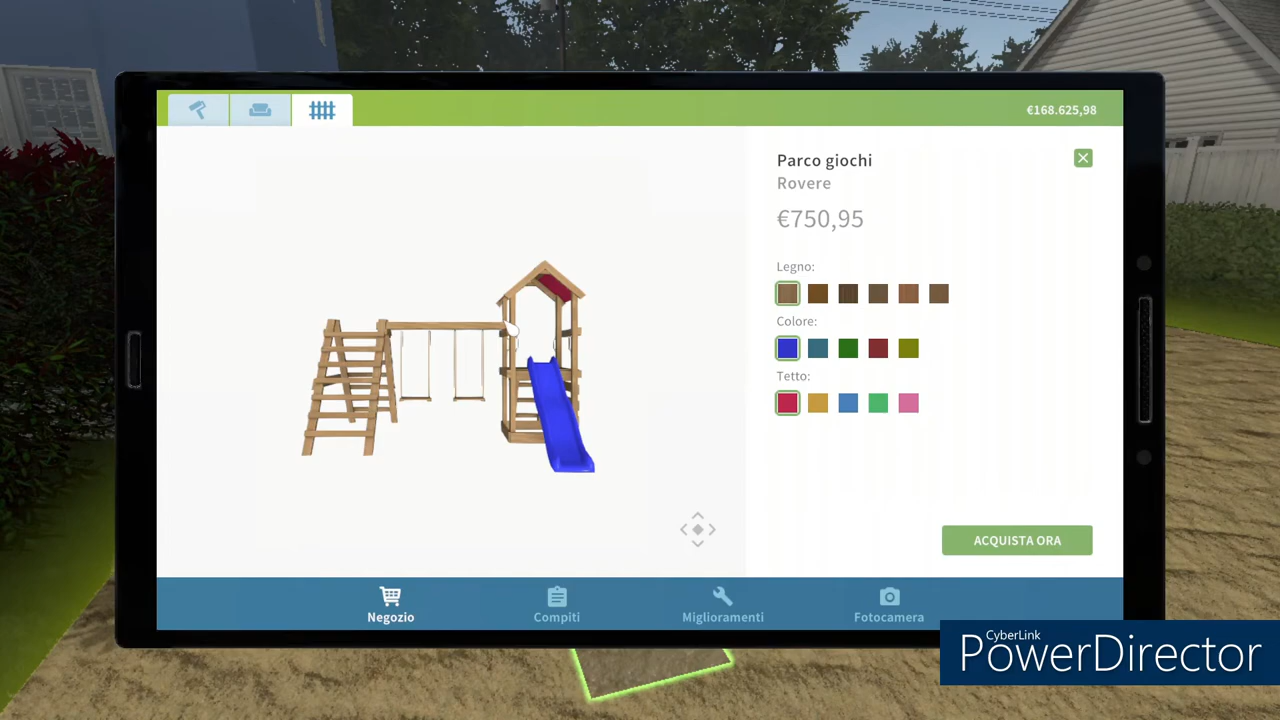 €168.625,98
Parco giochi
Rovere
€750,95
Legno:
Colore:
Tetto:
ACQUISTA ORA
Negozio
Compiti
Miglioramenti
Fotocamera
CyberLink
PowerDirector